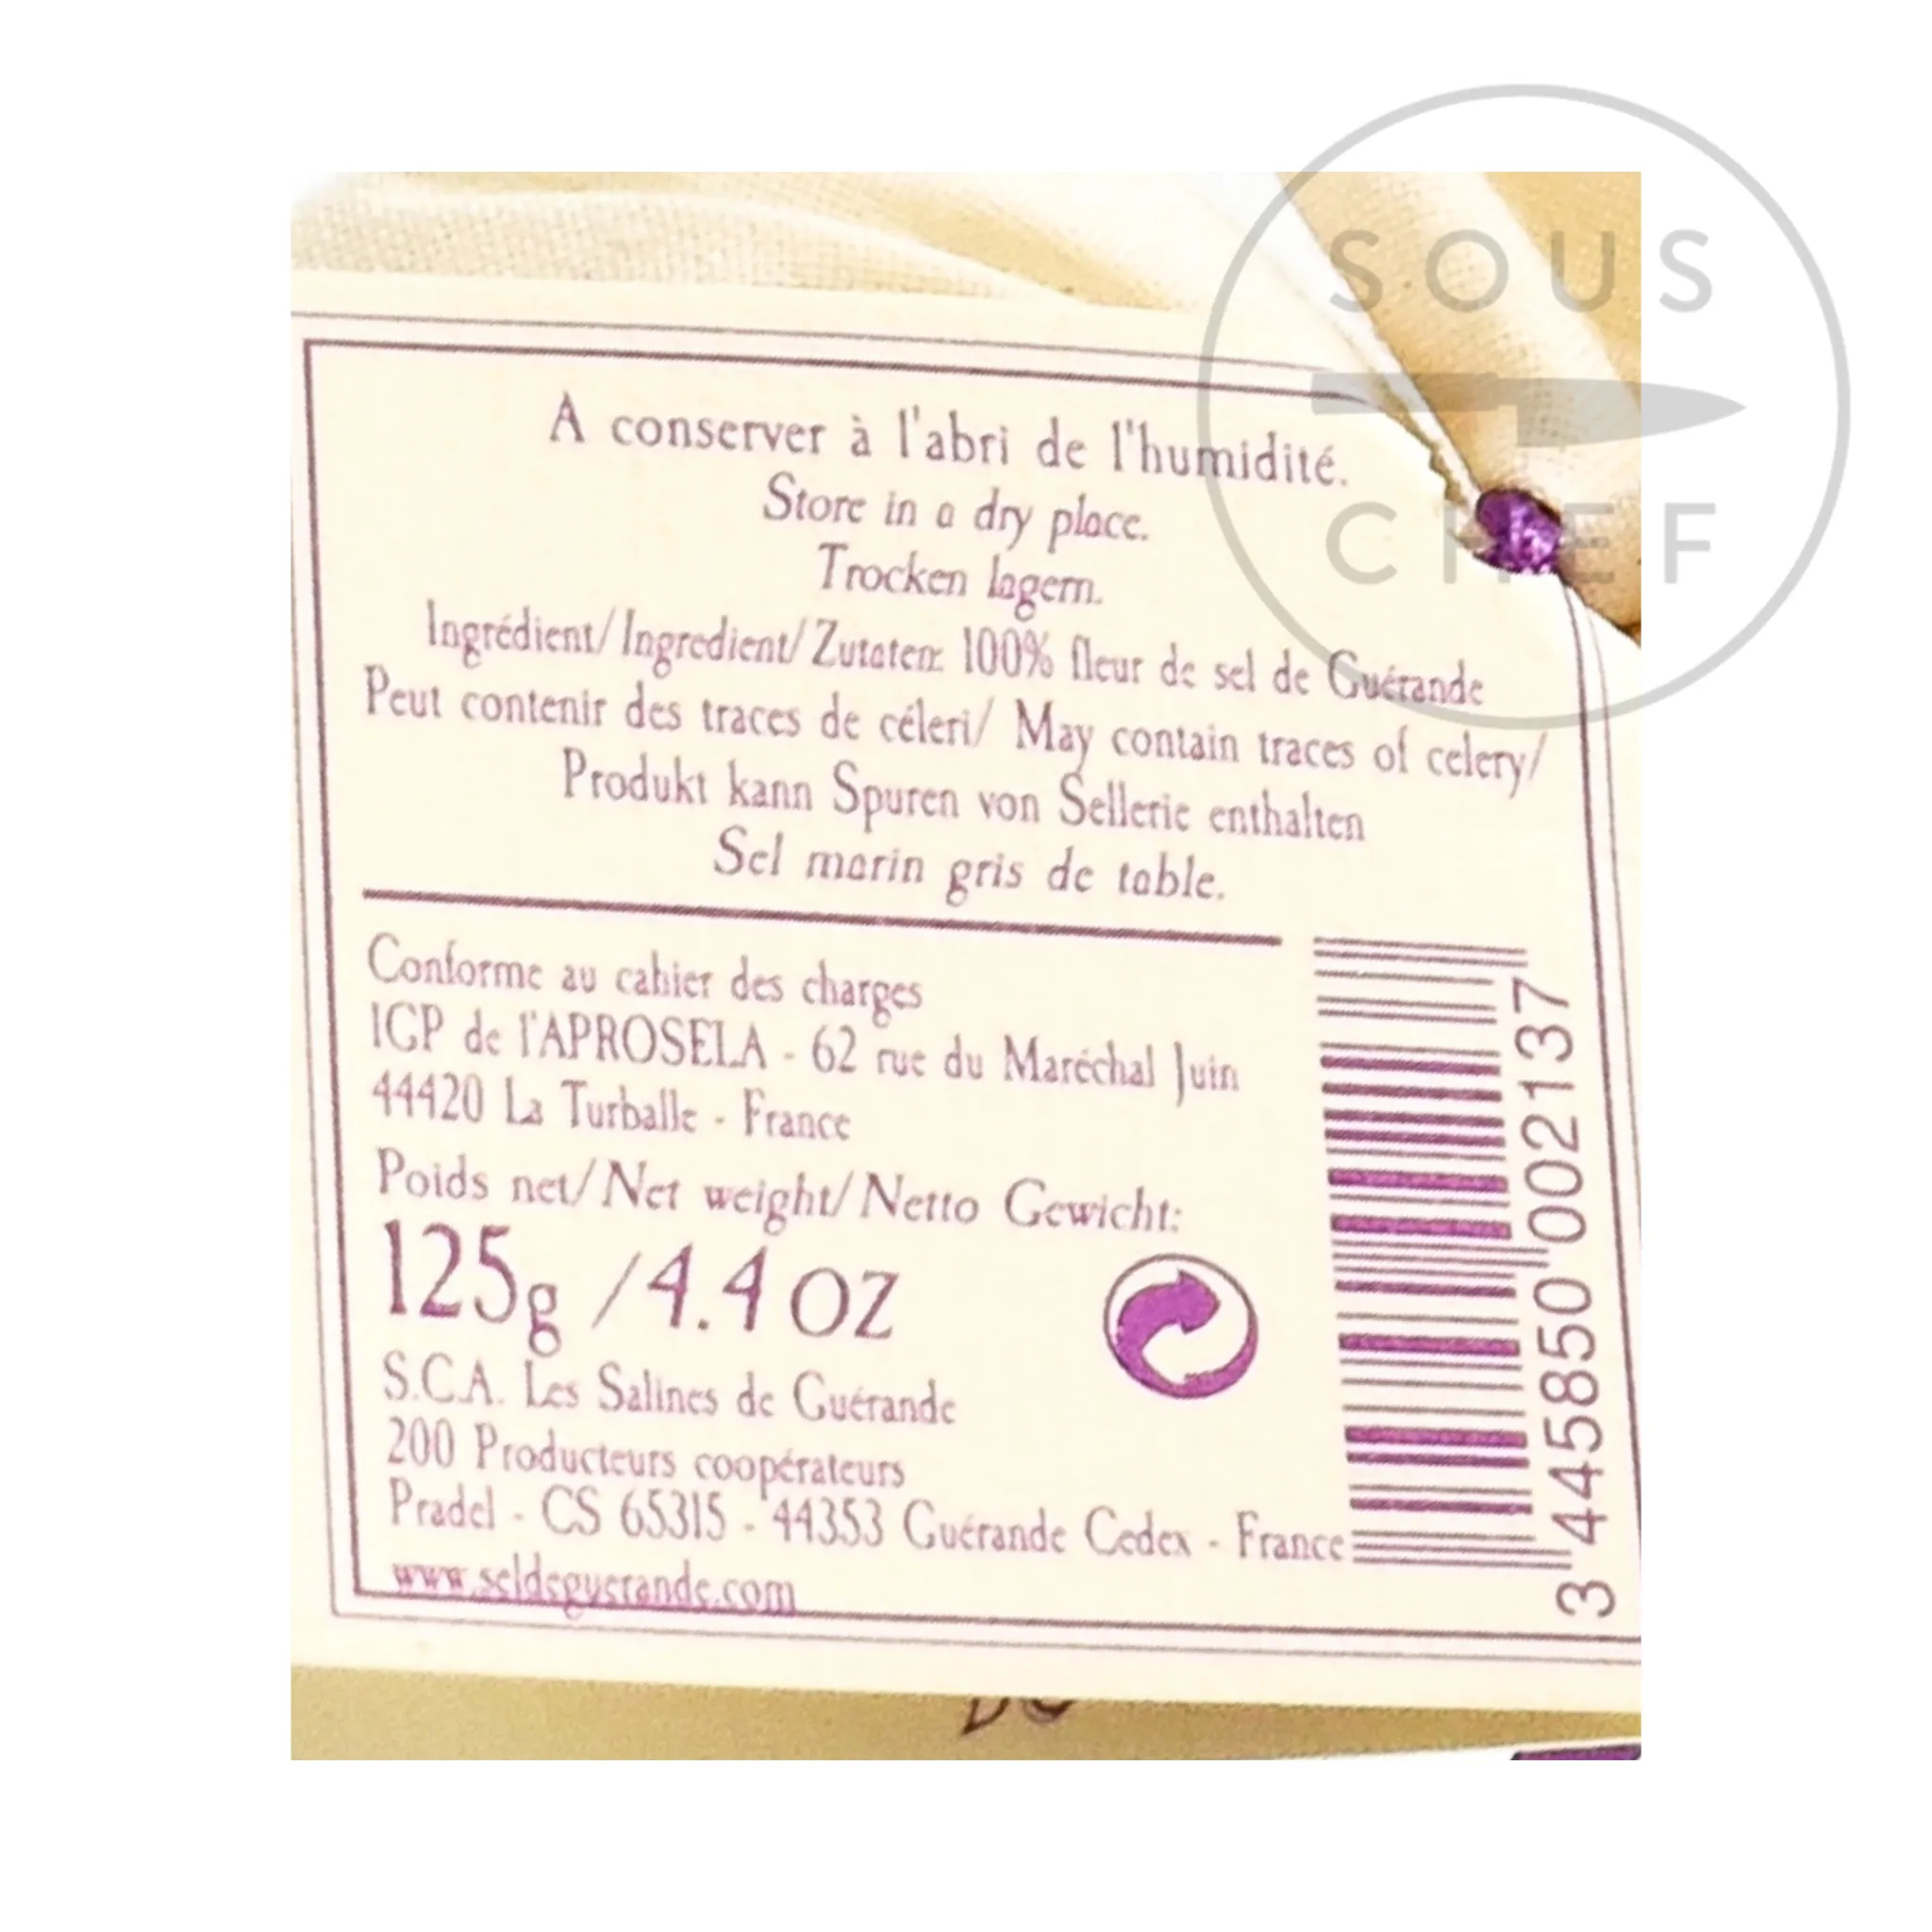 SOUS
CHEF
A conserver à l'abri de l'humidité.
Store in a dry place.
Trocken lagern.
Ingrédient/Ingredient/Zutaten: 100% fleur de sel de Guérande
Peut contenir des traces de céleri/ May contain traces of celery/
Produkt kann Spuren von Sellerie enthalten
Sel marin gris de table.
Conforme au cahier des charges
IGP de l'APROSELA - 62 rue du Maréchal Juin
44420 La Turballe - France
Poids net/Net weight/Netto Gewicht:
125g /4.4 OZ
S.C.A. Les Salines de Guérande
200 Producteurs coopérateurs
Pradel - CS 65315 - 44353 Guérande Cedex - France
www.seldeguerande.com
3 445850 002137